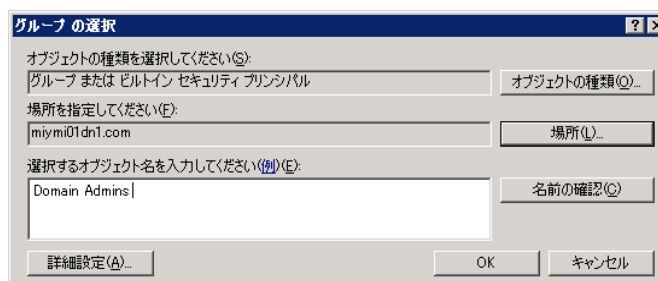 グループ の選択
オブジェクトの種類を選択してください(S):
グループ または ビルトイン セキュリティ プリンシパル
オブジェクトの種類(O)...
場所を指定してください(F):
miymi01dn1.com
場所(L)...
選択するオブジェクト名を入力してください(例)(E):
Domain Admins
名前の確認(C)
詳細設定(A)...
OK
キャンセル